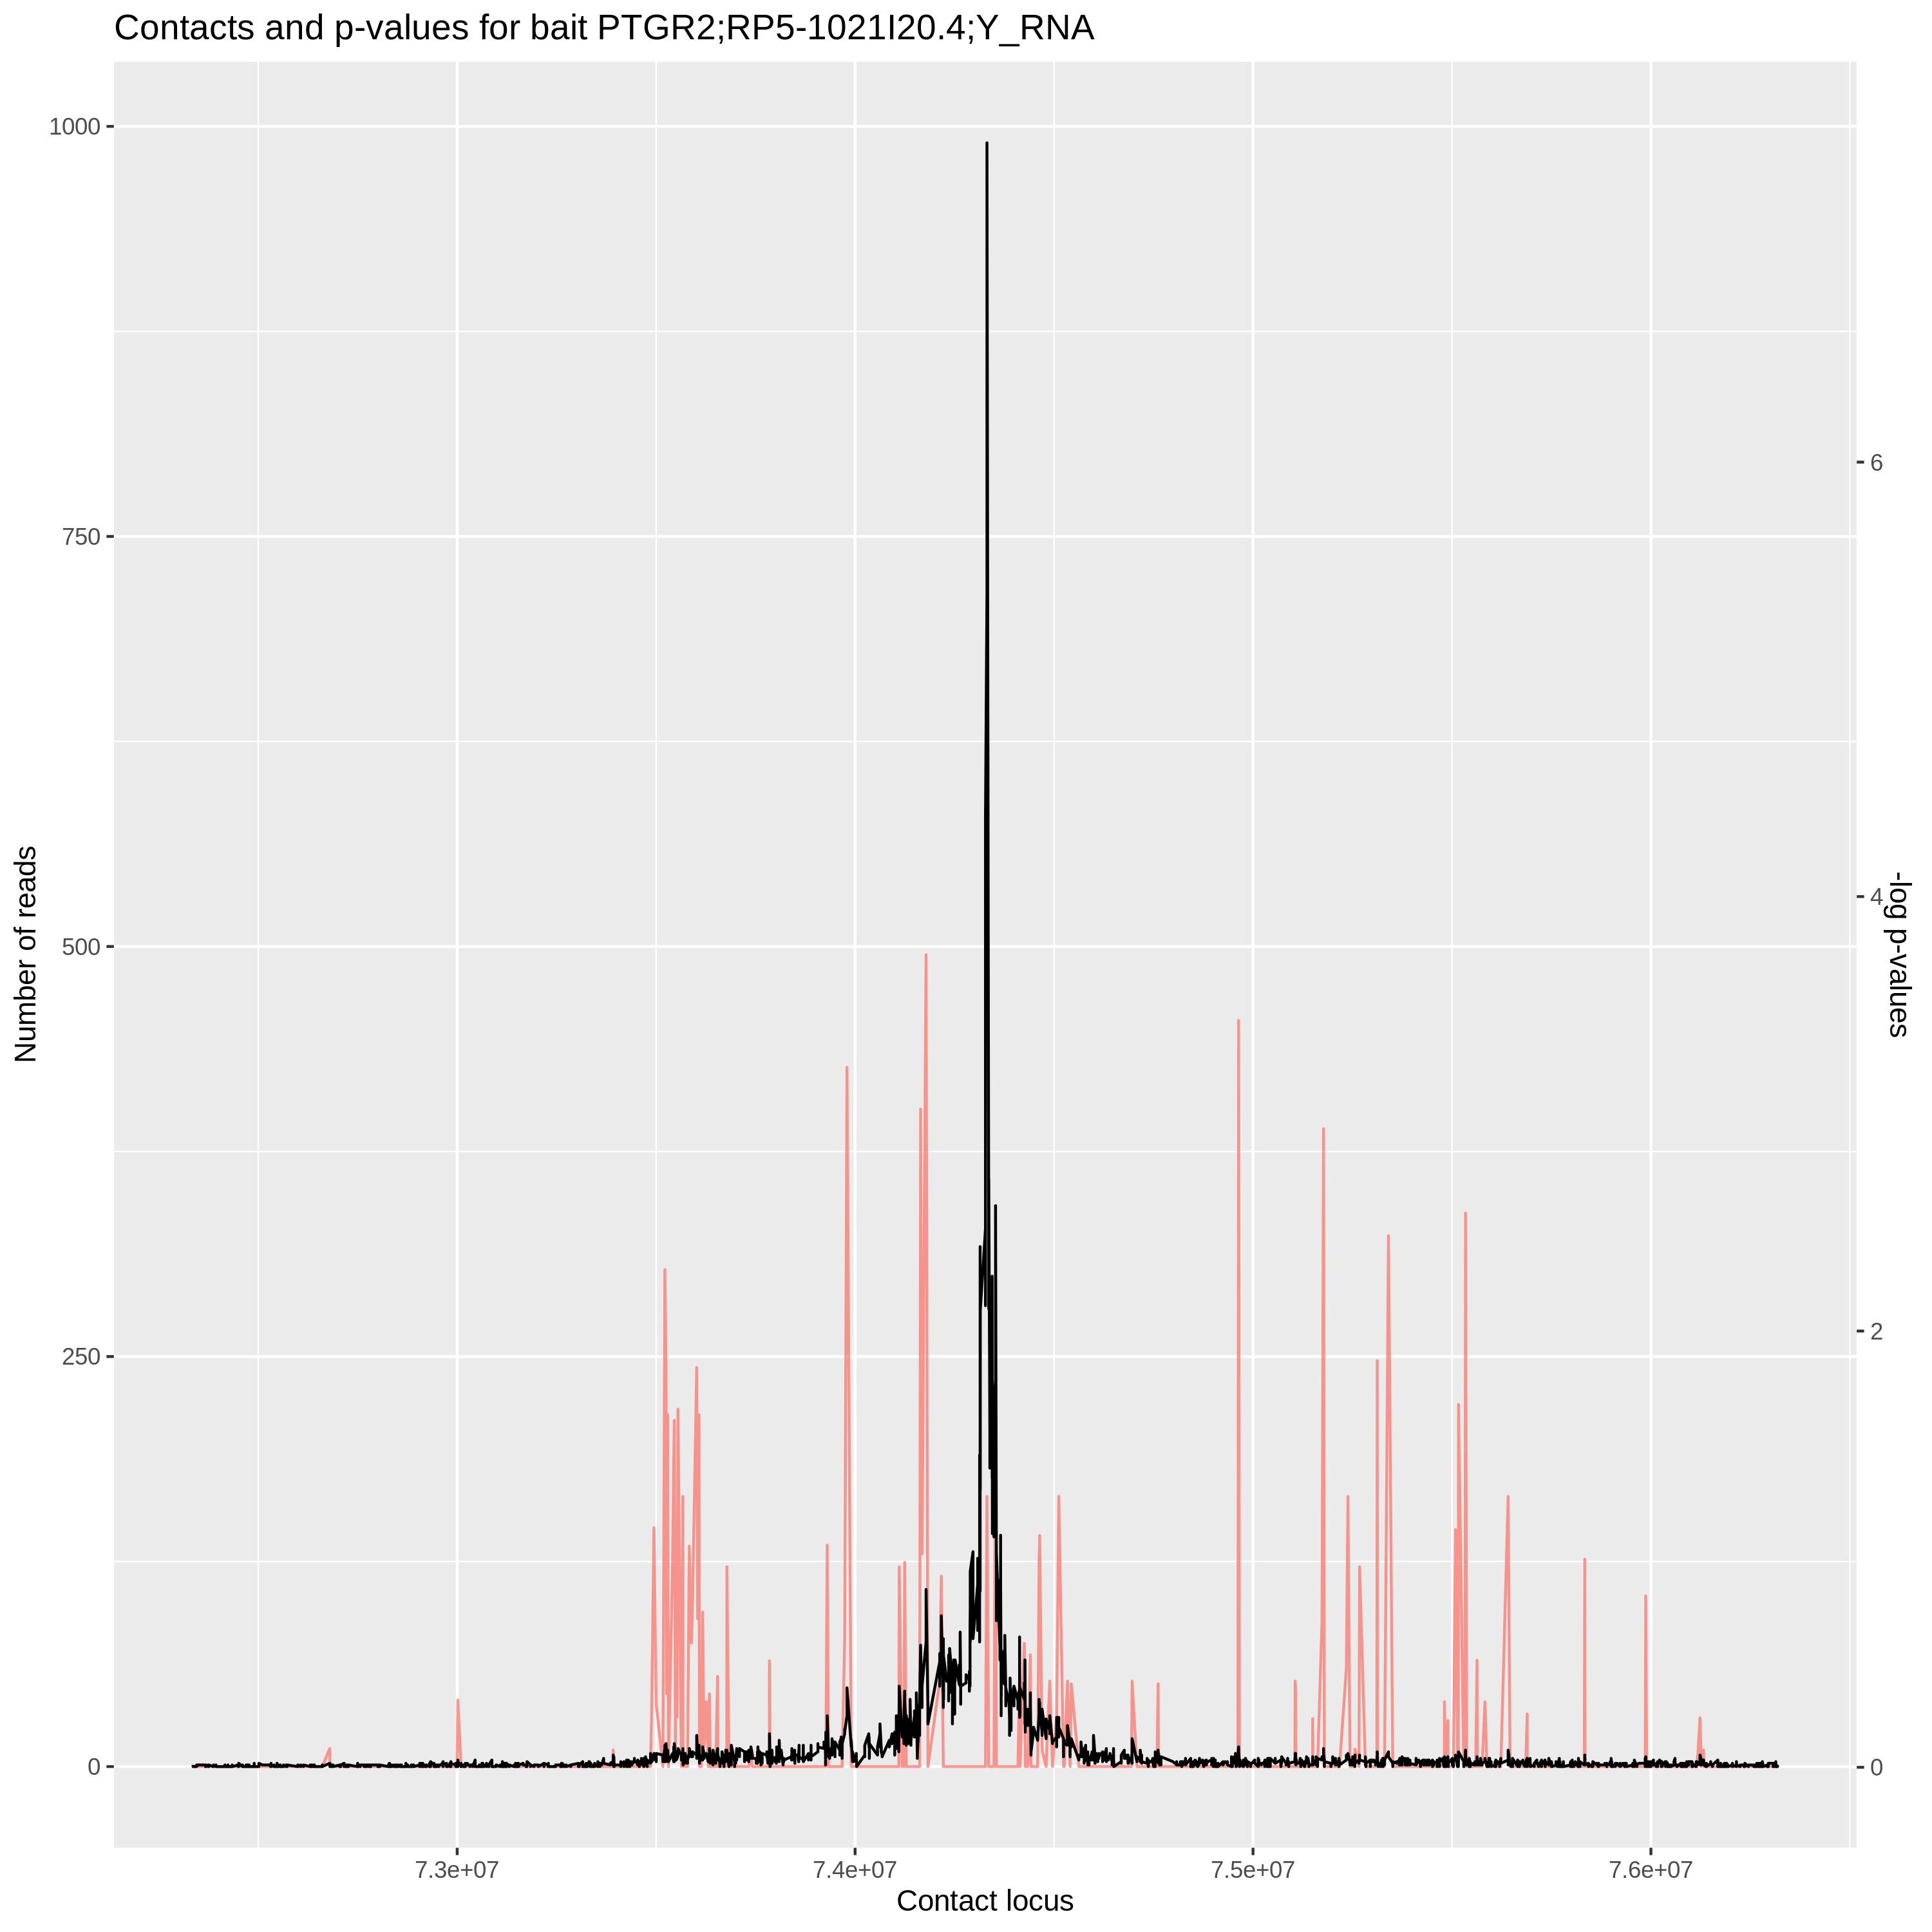 Contacts and p-values for bait PTGR2;RP5-1021I20.4;Y_RNA
1000
750
500
250
0
Number of reads
6
4
2
0
-log p-values
7.3e+07
7.4e+07
7.5e+07
7.6e+07
Contact locus